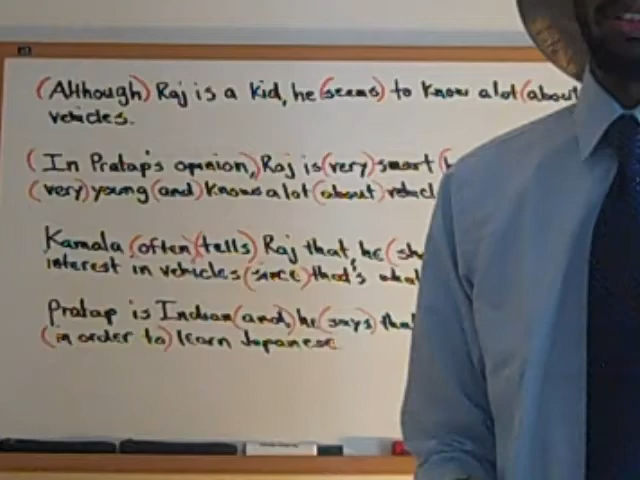 (Although) Raj is a kid, he (seems) to know a lot (about
vehicles.
(In Pratap's opinion,) Raj is (very) smart
(very) young (and) knows a lot (about)
Kamala (often) (tells) Raj that, he
interest in vehicles (since) that's
Pratap is Indian (and,) he (says)
(in order to) learn Japanese.